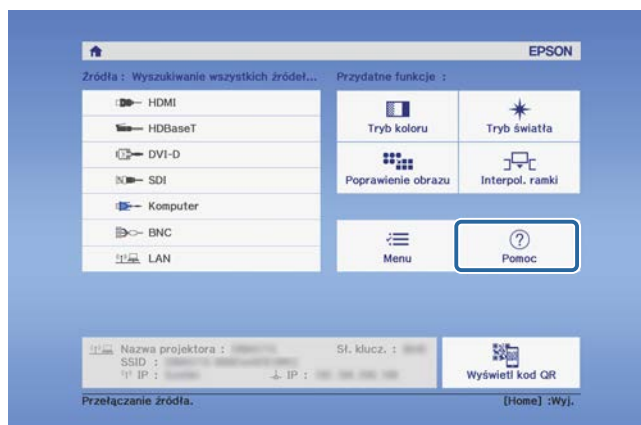 EPSON
Źródła : Wyszukiwanie wszystkich źródeł...
Przydatne funkcje :
HDMI
HDBaseT
DVI-D
SDI
Komputer
BNC
LAN
Tryb koloru
Tryb światła
Poprawienie obrazu
Interpol. ramki
Menu
Pomoc
Nazwa projektora :
Sł. klucz. :
SSID :
IP :
IP :
Wyświetl kod QR
Przełączanie źródła.
[Home] :Wyj.